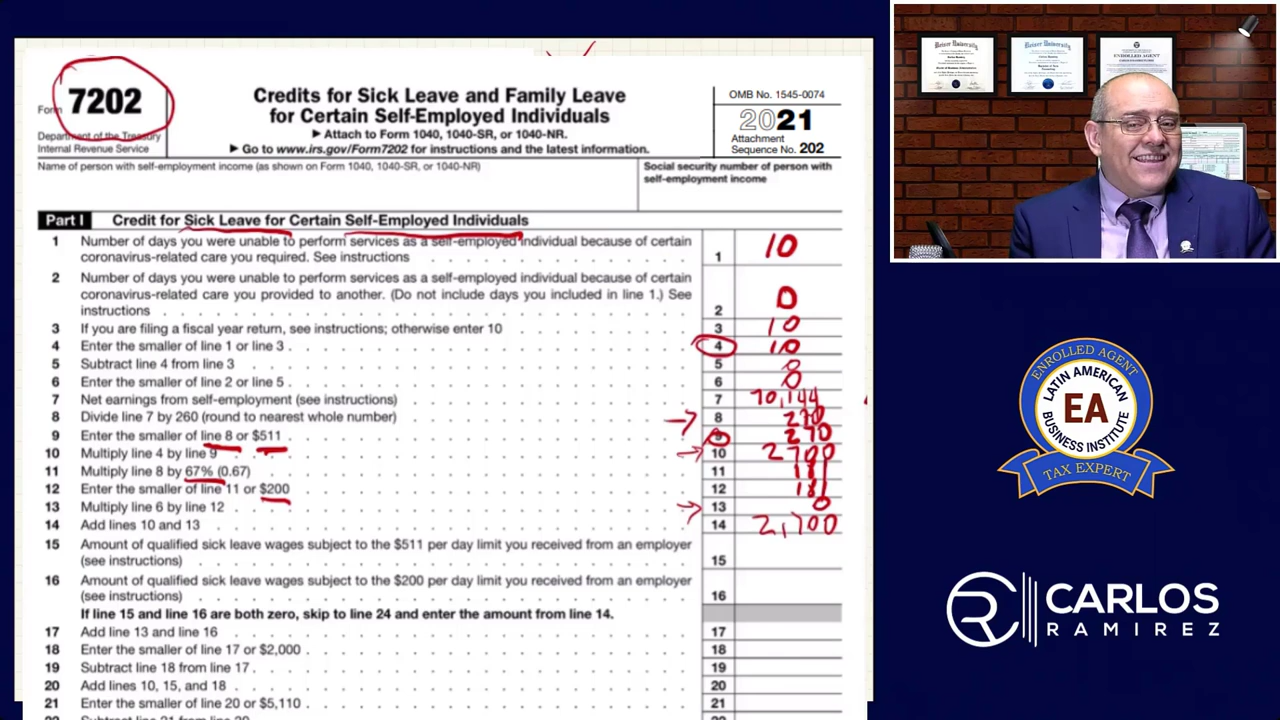 Form 7202
Department of the Treasury
Internal Revenue Service
Credits for Sick Leave and Family Leave
for Certain Self-Employed Individuals
▶ Attach to Form 1040, 1040-SR, or 1040-NR.
▶ Go to www.irs.gov/Form7202 for instructions and the latest information.
OMB No. 1545-0074
2021
Attachment
Sequence No. 202
Name of person with self-employment income (as shown on Form 1040, 1040-SR, or 1040-NR)
Social security number of person with
self-employment income
Part I Credit for Sick Leave for Certain Self-Employed Individuals
1 Number of days you were unable to perform services as a self-employed individual because of certain
coronavirus-related care you required. See instructions 1 10
2 Number of days you were unable to perform services as a self-employed individual because of certain
coronavirus-related care you provided to another. (Do not include days you included in line 1.) See
instructions 2 0
3 If you are filing a fiscal year return, see instructions; otherwise enter 10 3 10
4 Enter the smaller of line 1 or line 3 4 10
5 Subtract line 4 from line 3 5 0
6 Enter the smaller of line 2 or line 5 6 0
7 Net earnings from self-employment (see instructions) 7 70,144
8 Divide line 7 by 260 (round to nearest whole number) 8 270
9 Enter the smaller of line 8 or $511 9 270
10 Multiply line 4 by line 9 10 2700
11 Multiply line 8 by 67% (0.67) 11 181
12 Enter the smaller of line 11 or $200 12 181
13 Multiply line 6 by line 12 13 0
14 Add lines 10 and 13 14 2,700
15 Amount of qualified sick leave wages subject to the $511 per day limit you received from an employer
(see instructions) 15
16 Amount of qualified sick leave wages subject to the $200 per day limit you received from an employer
(see instructions) 16
If line 15 and line 16 are both zero, skip to line 24 and enter the amount from line 14.
17 Add line 13 and line 16 17
18 Enter the smaller of line 17 or $2,000 18
19 Subtract line 18 from line 17 19
20 Add lines 10, 15, and 18 20
21 Enter the smaller of line 20 or $5,110 21
Keiser University
Keiser University
ENROLLED AGENT
ENROLLED AGENT
LATIN AMERICAN
EA
BUSINESS INSTITUTE
TAX EXPERT
CARLOS
RAMIREZ